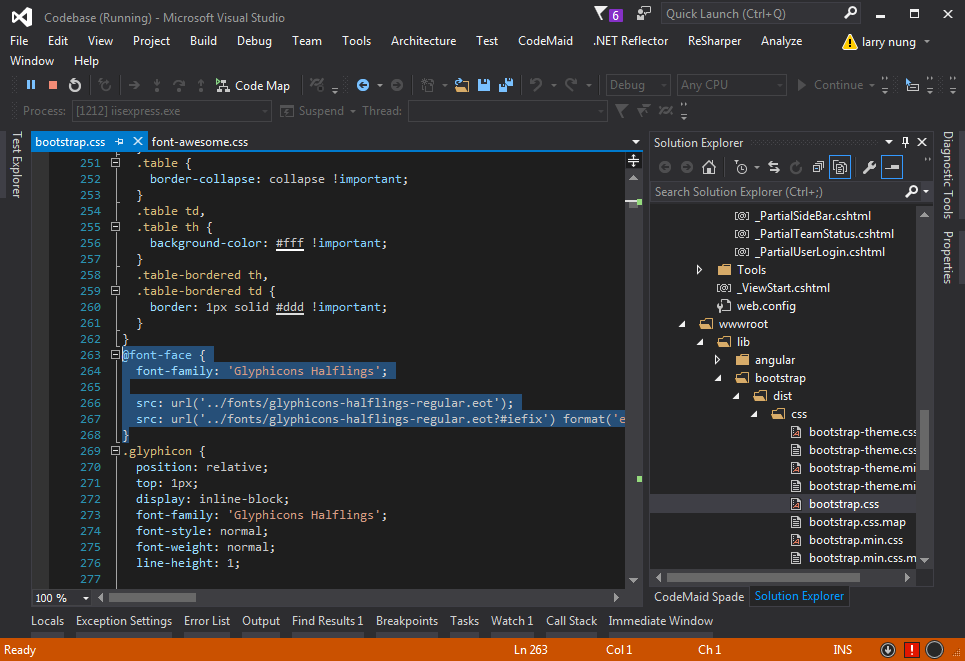 Codebase (Running) - Microsoft Visual Studio
6
Quick Launch (Ctrl+Q)
File Edit View Project Build Debug Team Tools Architecture Test CodeMaid .NET Reflector ReSharper Analyze larry nung
Window Help
Code Map Debug Any CPU Continue
Process: [1212] iisexpress.exe Suspend Thread:
Test Explorer
bootstrap.css font-awesome.css
251 .table {
252 border-collapse: collapse !important;
253 }
254 .table td,
255 .table th {
256 background-color: #fff !important;
257 }
258 .table-bordered th,
259 .table-bordered td {
260 border: 1px solid #ddd !important;
261 }
262 }
263 @font-face {
264 font-family: 'Glyphicons Halflings';
265
266 src: url('../fonts/glyphicons-halflings-regular.eot');
267 src: url('../fonts/glyphicons-halflings-regular.eot?#iefix') format('e
268 }
269 .glyphicon {
270 position: relative;
271 top: 1px;
272 display: inline-block;
273 font-family: 'Glyphicons Halflings';
274 font-style: normal;
275 font-weight: normal;
276 line-height: 1;
277
100 %
Solution Explorer
Search Solution Explorer (Ctrl+;)
_PartialSideBar.cshtml
_PartialTeamStatus.cshtml
_PartialUserLogin.cshtml
Tools
_ViewStart.cshtml
web.config
wwwroot
lib
angular
bootstrap
dist
css
bootstrap-theme.css
bootstrap-theme.css
bootstrap-theme.mi
bootstrap-theme.mi
bootstrap.css
bootstrap.css.map
bootstrap.min.css
bootstrap.min.css.m
CodeMaid Spade Solution Explorer
Diagnostic Tools
Properties
Locals Exception Settings Error List Output Find Results 1 Breakpoints Tasks Watch 1 Call Stack Immediate Window
Ready Ln 263 Col 1 Ch 1 INS